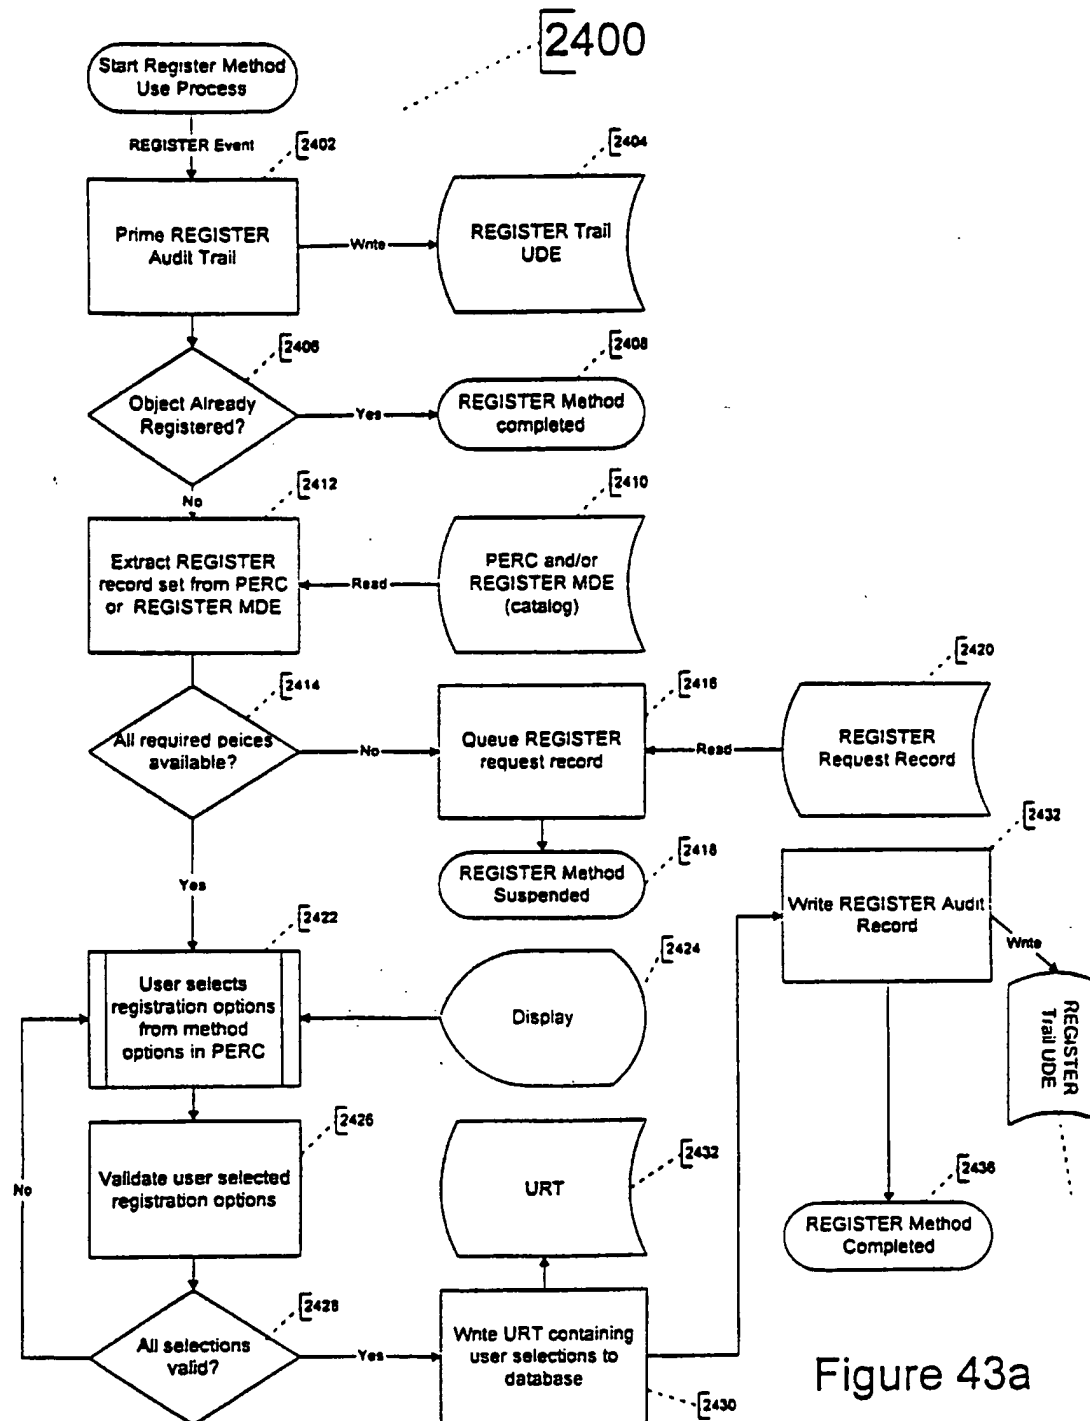 2400
Start Register Method
Use Process
REGISTER Event
2402
2404
Prime REGISTER
Audit Trail
Write
REGISTER Trail
UDE
2406
2408
Object Already
Registered?
Yes
REGISTER Method
completed
No
2412
2410
Extract REGISTER
record set from PERC
or REGISTER MDE
Read
PERC and/or
REGISTER MDE
(catalog)
2414
2416
2420
All required peices
available?
No
Queue REGISTER
request record
Read
REGISTER
Request Record
2418
REGISTER Method
Suspended
2432
Write REGISTER Audit
Record
Write
REGISTER
Trail UDE
Yes
2422
2424
User selects
registration options
from method
options in PERC
Display
2426
2432
Validate user selected
registration options
No
URT
2436
REGISTER Method
Completed
2428
All selections
valid?
Yes
Write URT containing
user selections to
database
2430
Figure 43a